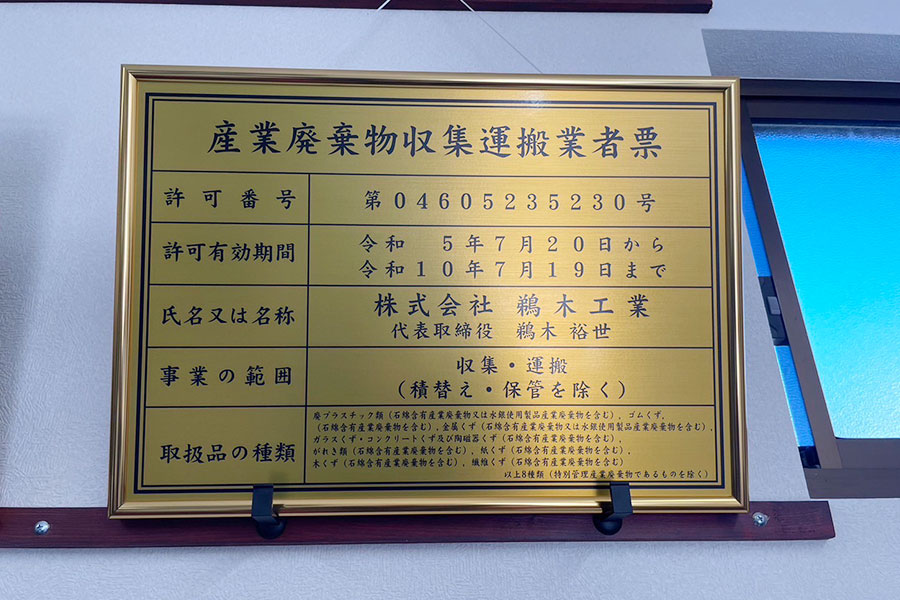 産業廃棄物収集運搬業者票
許可番号 第04605235230号
許可有効期間 令和 5年7月20日から
令和10年7月19日まで
氏名又は名称 株式会社 鵜木工業
代表取締役 鵜木 裕世
事業の範囲 収集・運搬
(積替え・保管を除く)
取扱品の種類 廃プラスチック類(石綿含有産業廃棄物又は水銀使用製品産業廃棄物を含む), ゴムくず,
(石綿含有産業廃棄物を含む),金属くず(石綿含有産業廃棄物又は水銀使用製品産業廃棄物を含む),
ガラスくず・コンクリートくず及び陶磁器くず(石綿含有産業廃棄物を含む),
がれき類(石綿含有産業廃棄物を含む), 紙くず(石綿含有産業廃棄物を含む),
木くず(石綿含有産業廃棄物を含む), 繊維くず(石綿含有産業廃棄物を含む)
以上8種類(特別管理産業廃棄物であるものを除く)